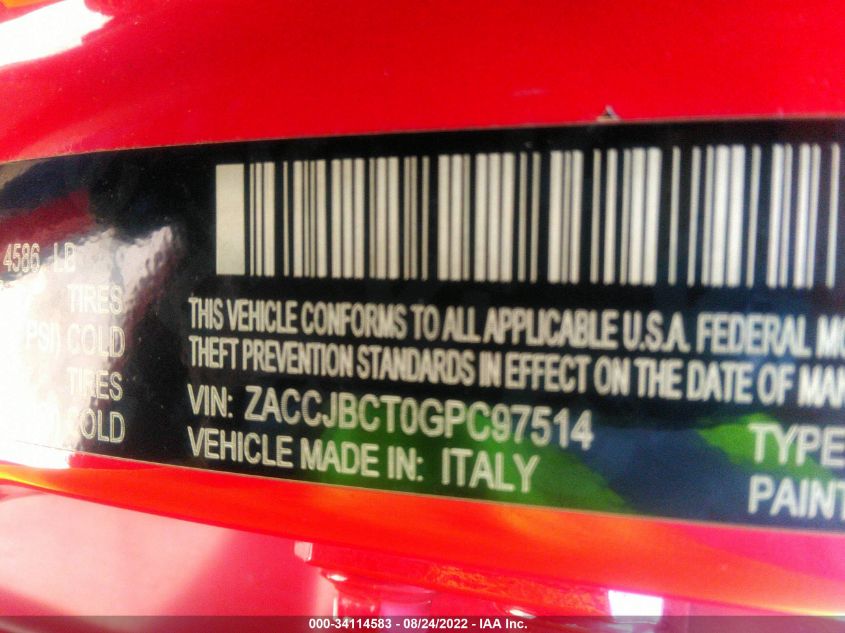 4586 LB
TIRES
PSI) COLD
TIRES
COLD
THIS VEHICLE CONFORMS TO ALL APPLICABLE U.S.A. FEDERAL MO
THEFT PREVENTION STANDARDS IN EFFECT ON THE DATE OF MAN
VIN: ZACCJBCT0GPC97514
TYPE
VEHICLE MADE IN: ITALY
PAINT
000-34114583 - 08/24/2022 - IAA Inc.